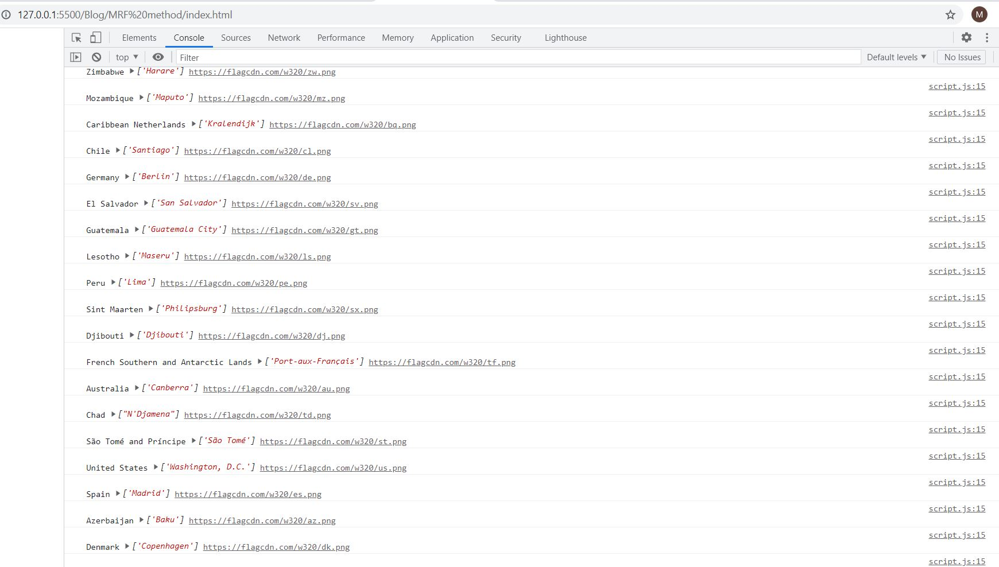 127.0.0.1:5500/Blog/MRF%20method/index.html M
Elements Console Sources Network Performance Memory Application Security Lighthouse
top ▼ Filter Default levels ▼ No Issues
Zimbabwe ▶ ['Harare'] https://flagcdn.com/w320/zw.png
script.js:15
Mozambique ▶ ['Maputo'] https://flagcdn.com/w320/mz.png
script.js:15
Caribbean Netherlands ▶ ['Kralendijk'] https://flagcdn.com/w320/bq.png
script.js:15
Chile ▶ ['Santiago'] https://flagcdn.com/w320/cl.png
script.js:15
Germany ▶ ['Berlin'] https://flagcdn.com/w320/de.png
script.js:15
El Salvador ▶ ['San Salvador'] https://flagcdn.com/w320/sv.png
script.js:15
Guatemala ▶ ['Guatemala City'] https://flagcdn.com/w320/gt.png
script.js:15
Lesotho ▶ ['Maseru'] https://flagcdn.com/w320/ls.png
script.js:15
Peru ▶ ['Lima'] https://flagcdn.com/w320/pe.png
script.js:15
Sint Maarten ▶ ['Philipsburg'] https://flagcdn.com/w320/sx.png
script.js:15
Djibouti ▶ ['Djibouti'] https://flagcdn.com/w320/dj.png
script.js:15
French Southern and Antarctic Lands ▶ ['Port-aux-Français'] https://flagcdn.com/w320/tf.png
script.js:15
Australia ▶ ['Canberra'] https://flagcdn.com/w320/au.png
script.js:15
Chad ▶ ["N'Djamena"] https://flagcdn.com/w320/td.png
script.js:15
São Tomé and Príncipe ▶ ['São Tomé'] https://flagcdn.com/w320/st.png
script.js:15
United States ▶ ['Washington, D.C.'] https://flagcdn.com/w320/us.png
script.js:15
Spain ▶ ['Madrid'] https://flagcdn.com/w320/es.png
script.js:15
Azerbaijan ▶ ['Baku'] https://flagcdn.com/w320/az.png
script.js:15
Denmark ▶ ['Copenhagen'] https://flagcdn.com/w320/dk.png
script.js:15